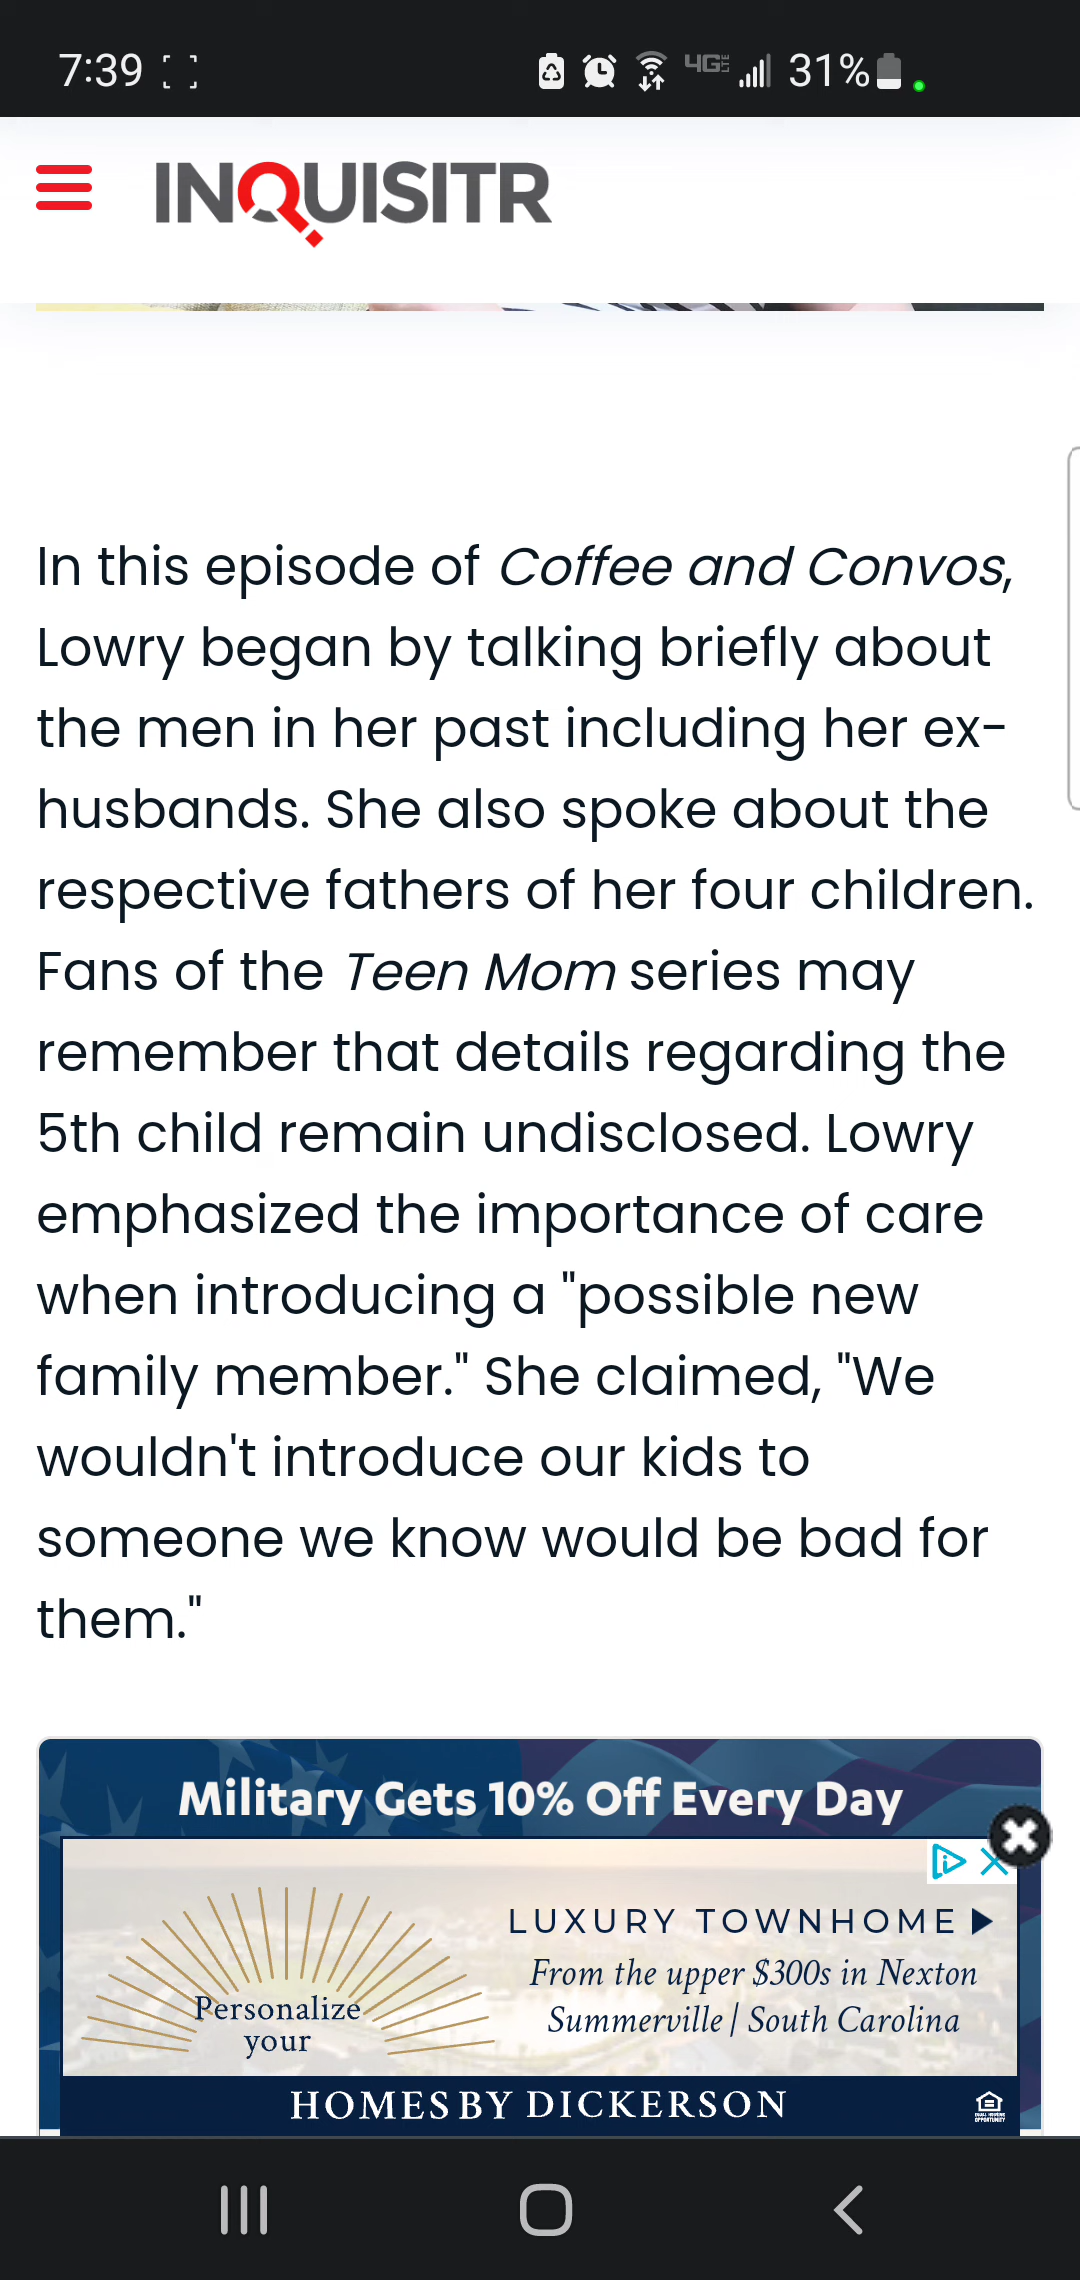 7:39
4G LTE 31%
INQUISITR
In this episode of Coffee and Convos,
Lowry began by talking briefly about
the men in her past including her ex-
husbands. She also spoke about the
respective fathers of her four children.
Fans of the Teen Mom series may
remember that details regarding the
5th child remain undisclosed. Lowry
emphasized the importance of care
when introducing a "possible new
family member." She claimed, "We
wouldn't introduce our kids to
someone we know would be bad for
them."
Military Gets 10% Off Every Day
LUXURY TOWNHOME
From the upper $300s in Nexton
Summerville | South Carolina
Personalize
your
HOMES BY DICKERSON
EQUAL HOUSING
OPPORTUNITY